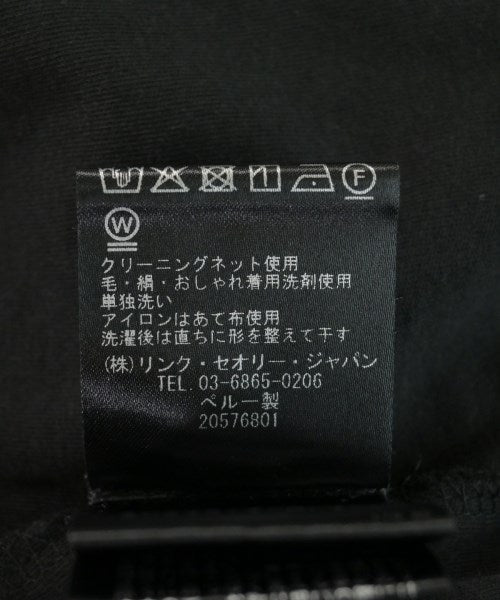 F
W
クリーニングネット使用
毛・絹・おしゃれ着用洗剤使用
単独洗い
アイロンはあて布使用
洗濯後は直ちに形を整えて干す
(株)リンク・セオリー・ジャパン
TEL. 03-6865-0206
ペルー製
20576801